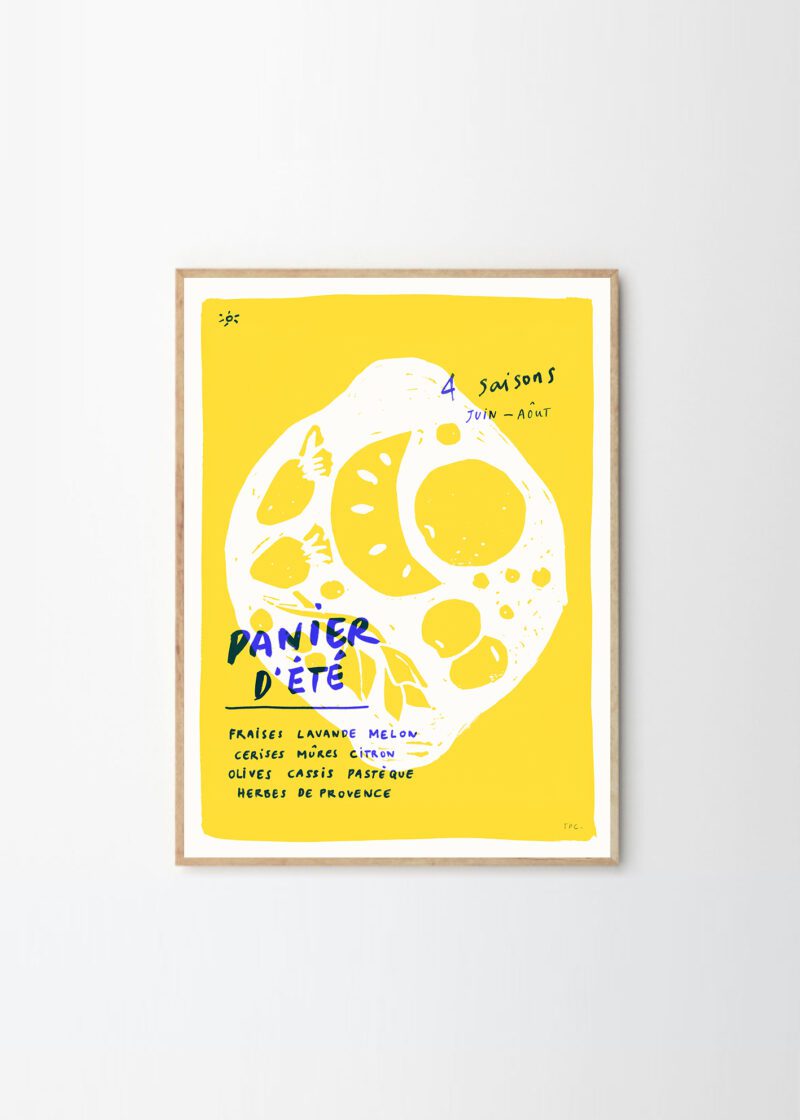 4 saisons
JUIN – AOÛT
PANIER
D'ÉTÉ
FRAISES LAVANDE MELON
CERISES MÛRES CITRON
OLIVES CASSIS PASTÈQUE
HERBES DE PROVENCE
TPC.